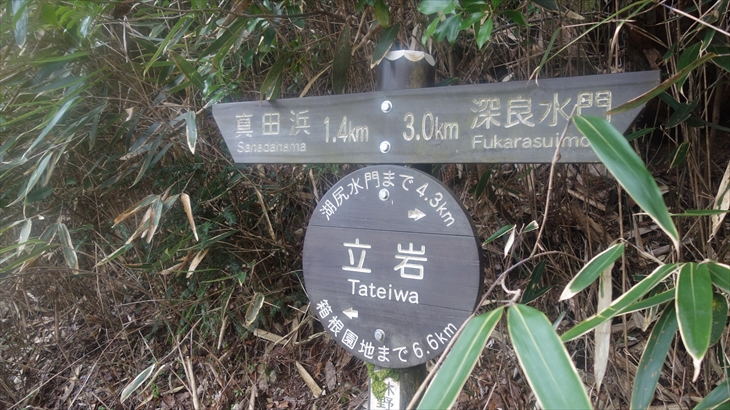 真田浜 1.4km 3.0km 深良水門
Sanadahama Fukarasuimon
湖尻水門まで4.3km
立岩
Tateiwa
箱根園地まで6.6km